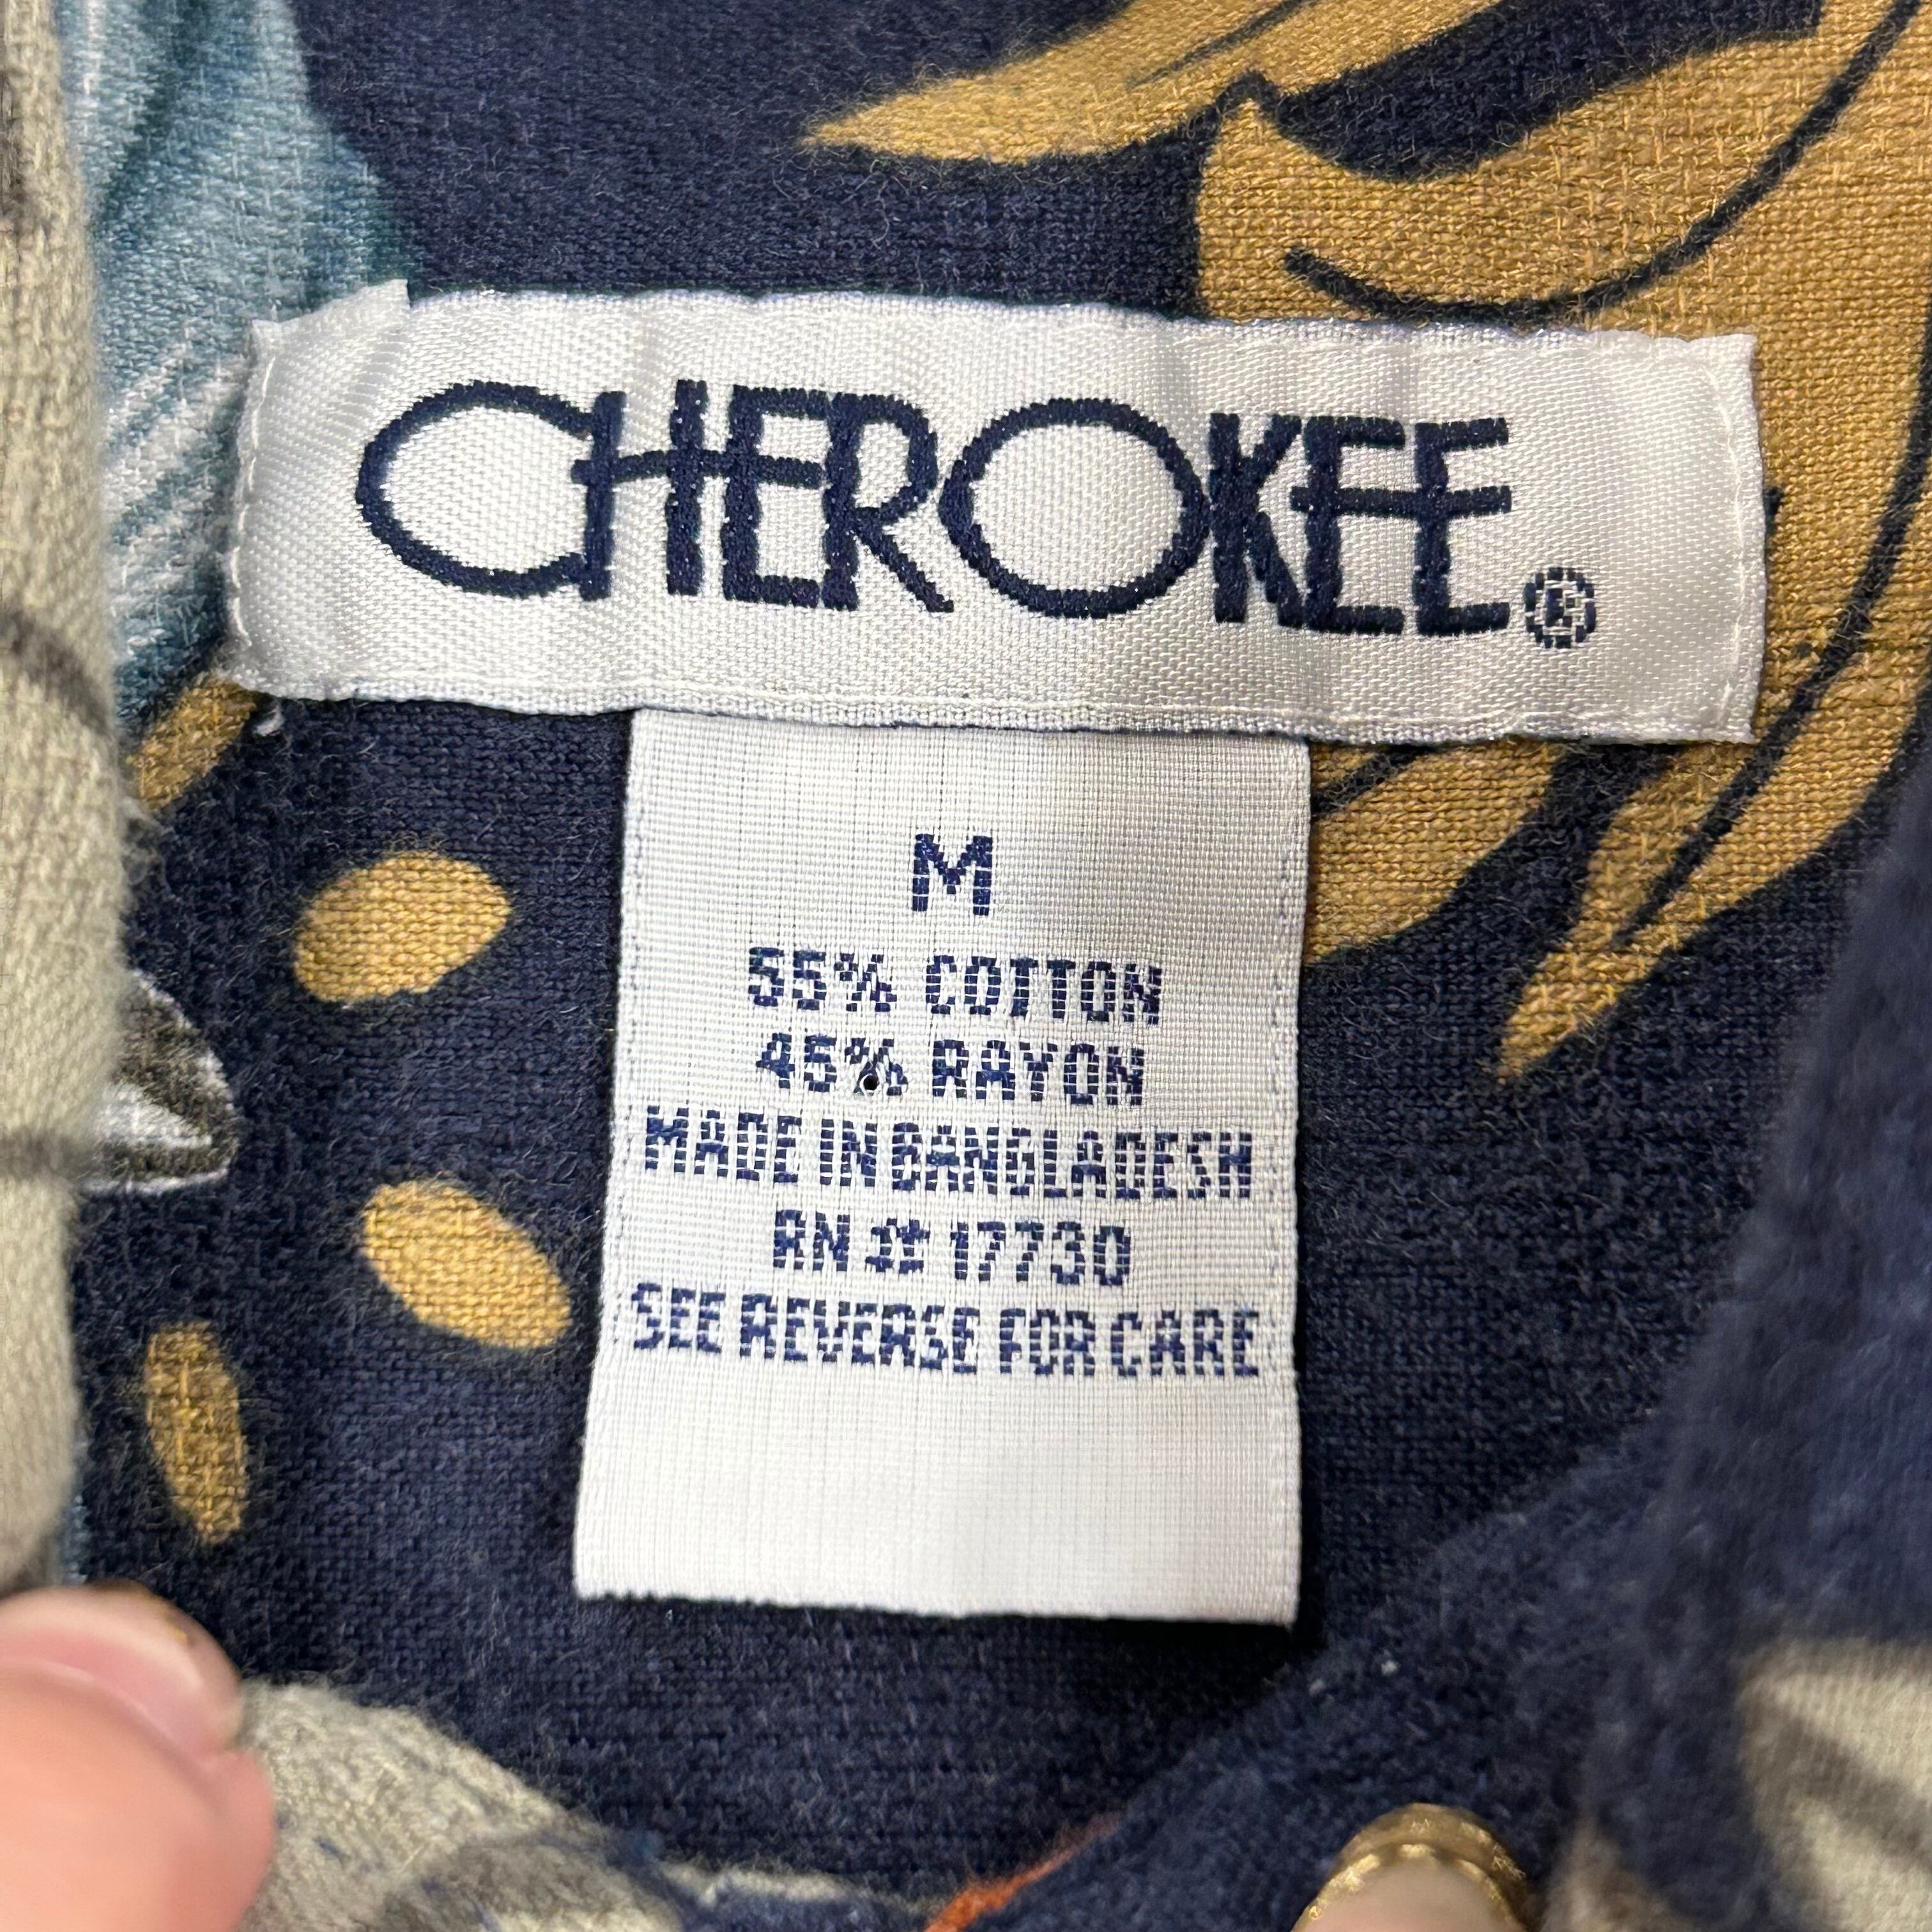 CHEROKEE®
M
55% COTTON
45% RAYON
MADE IN BANGLADESH
RN # 17730
SEE REVERSE FOR CARE